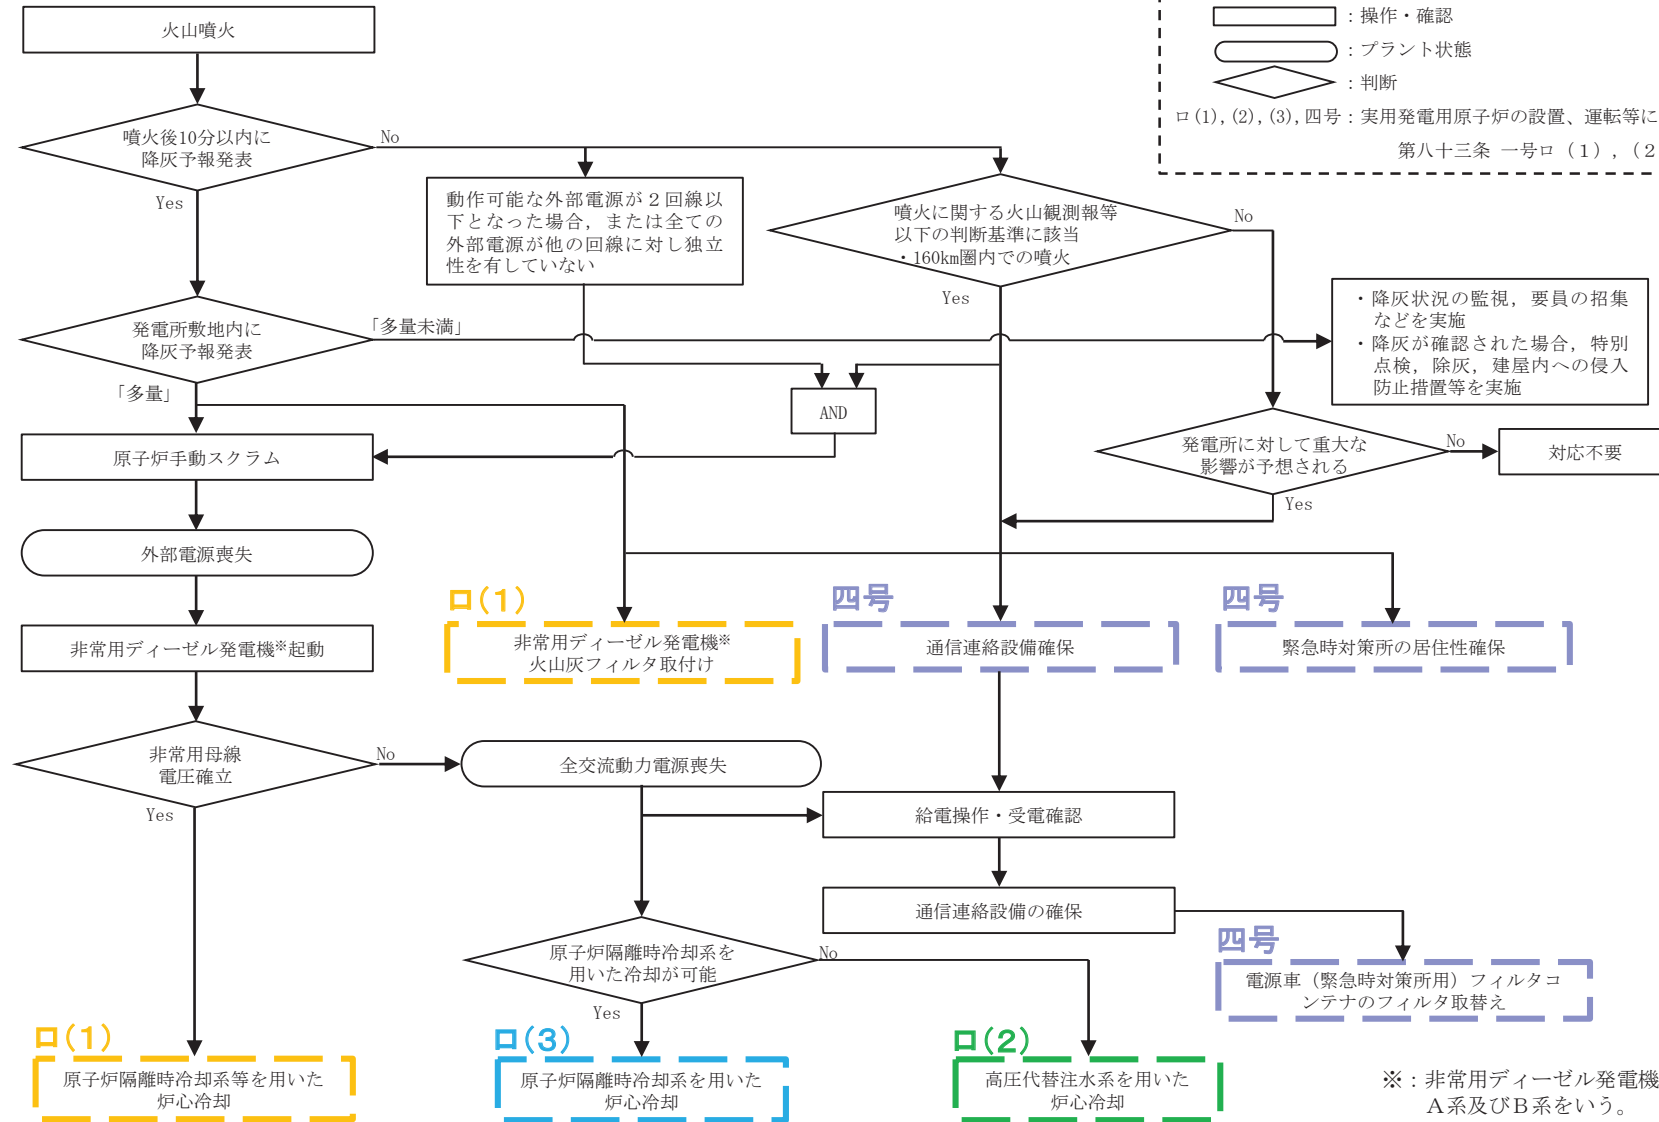 火山噴火
：操作・確認
：プラント状態
：判断
ロ(1),(2),(3),四号：実用発電用原子炉の設置、運転等に
第八十三条 一号ロ（１），（２
噴火後10分以内に
降灰予報発表
No
Yes
動作可能な外部電源が２回線以
下となった場合，または全ての
外部電源が他の回線に対し独立
性を有していない
噴火に関する火山観測報等
以下の判断基準に該当
・160km圏内での噴火
No
Yes
・降灰状況の監視，要員の招集
などを実施
・降灰が確認された場合，特別
点検，除灰，建屋内への侵入
防止措置等を実施
発電所敷地内に
降灰予報発表
「多量未満」
「多量」
AND
発電所に対して重大な
影響が予想される
No
Yes
対応不要
原子炉手動スクラム
外部電源喪失
非常用ディーゼル発電機※起動
ロ(1)
非常用ディーゼル発電機※
火山灰フィルタ取付け
四号
通信連絡設備確保
四号
緊急時対策所の居住性確保
非常用母線
電圧確立
No
Yes
全交流動力電源喪失
給電操作・受電確認
通信連絡設備の確保
原子炉隔離時冷却系を
用いた冷却が可能
No
Yes
四号
電源車（緊急時対策所用）フィルタコ
ンテナのフィルタ取替え
ロ(1)
原子炉隔離時冷却系等を用いた
炉心冷却
ロ(3)
原子炉隔離時冷却系を用いた
炉心冷却
ロ(2)
高圧代替注水系を用いた
炉心冷却
※：非常用ディーゼル発電機
Ａ系及びＢ系をいう。